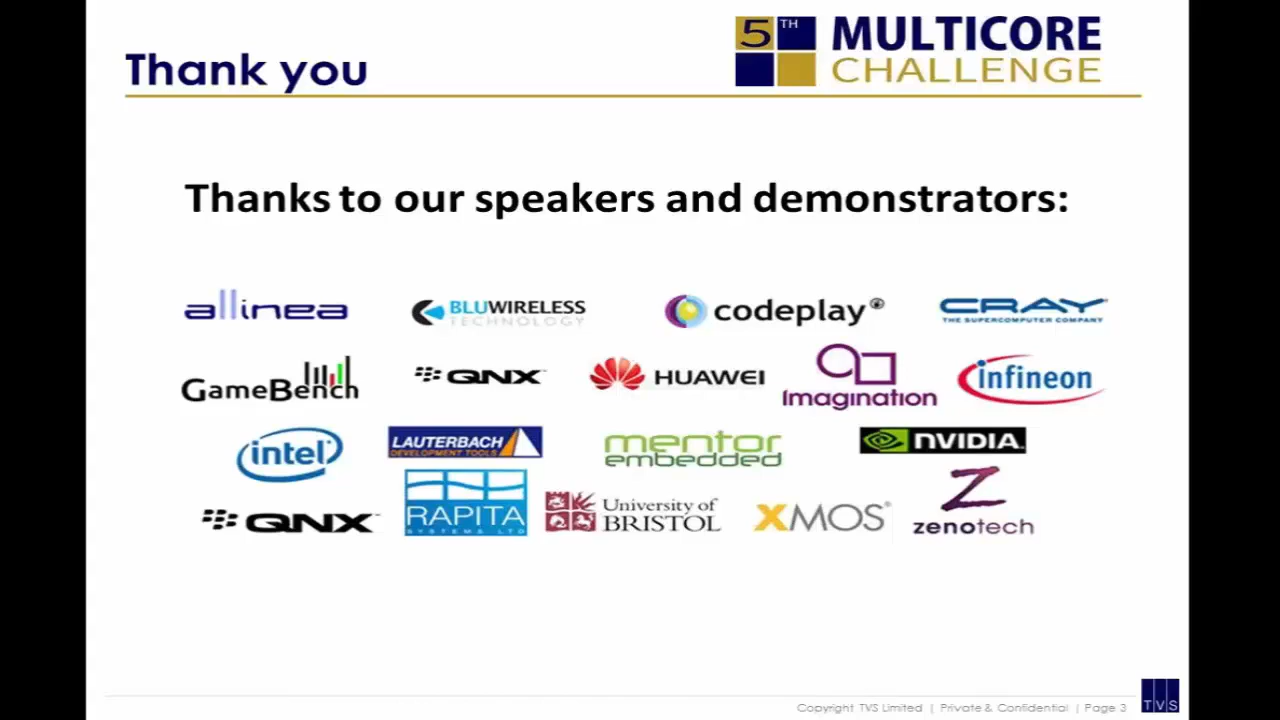 Thank you
5TH MULTICORE
CHALLENGE
Thanks to our speakers and demonstrators:
allinea
BLUWIRELESS
TECHNOLOGY
codeplay®
CRAY
THE SUPERCOMPUTER COMPANY
GameBench
QNX
HUAWEI
Imagination
infineon
intel
LAUTERBACH
DEVELOPMENT TOOLS
mentor
embedded
NVIDIA.
QNX
RAPITA
SYSTEMS LTD
University of
BRISTOL
XMOS®
zenotech
Copyright TVS Limited | Private & Confidential | Page 3
TVS